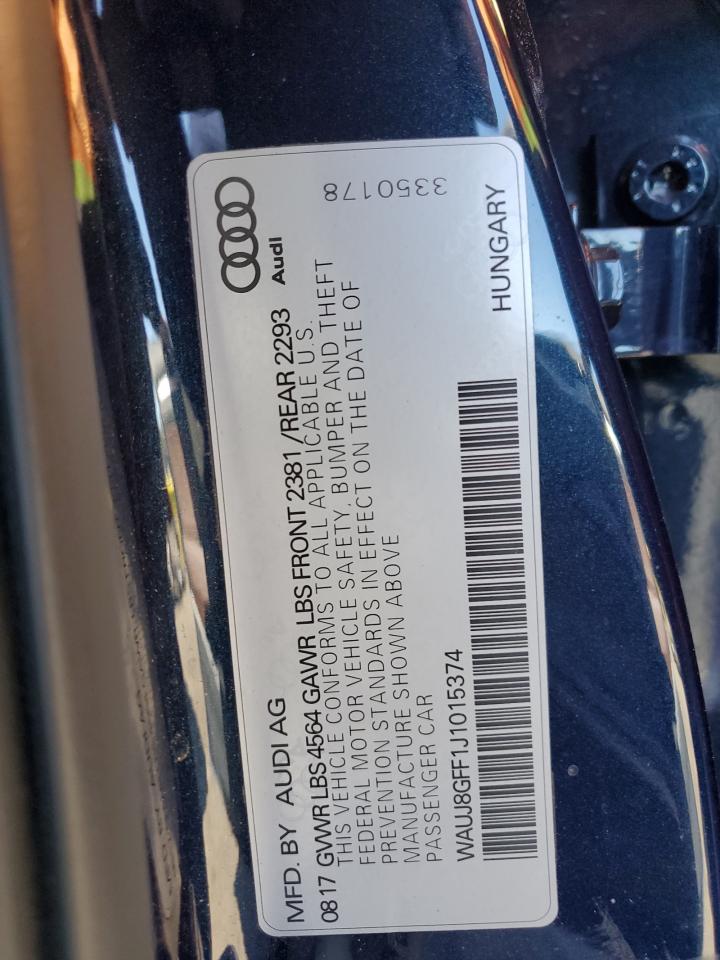 MFD. BY AUDI AG
Audi
0817 GVWR LBS 4564 GAWR LBS FRONT 2381 /REAR 2293
THIS VEHICLE CONFORMS TO ALL APPLICABLE U.S.
FEDERAL MOTOR VEHICLE SAFETY, BUMPER AND THEFT
PREVENTION STANDARDS IN EFFECT ON THE DATE OF
MANUFACTURE SHOWN ABOVE
PASSENGER CAR
3350178
WAUJ8GFF1J1015374
HUNGARY